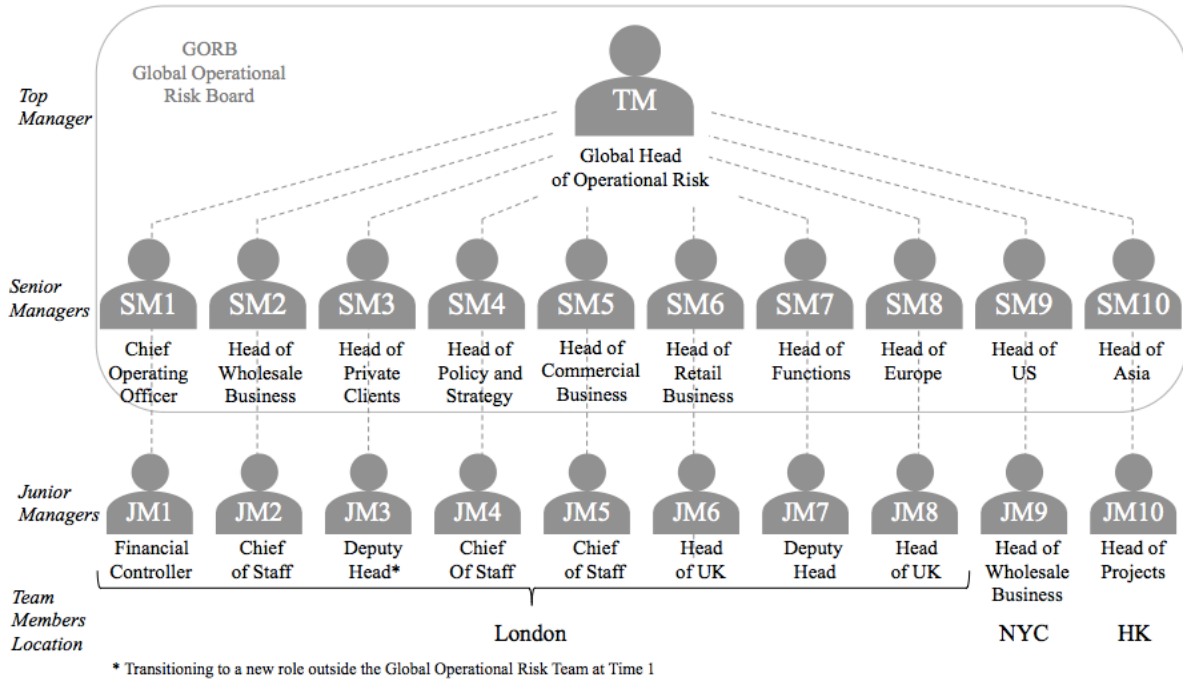 GORB
Global Operational
Risk Board
Top
Manager
TM
Global Head
of Operational Risk
Senior
Managers
SM1 SM2 SM3 SM4 SM5 SM6 SM7 SM8 SM9 SM10
Chief Head of Head of Head of Head of Head of Head of Head of Head of Head of
Operating Wholesale Private Policy and Commercial Retail Functions Europe US Asia
Officer Business Clients Strategy Business Business
Junior
Managers
JM1 JM2 JM3 JM4 JM5 JM6 JM7 JM8 JM9 JM10
Financial Chief Deputy Chief Chief Head Deputy Head Head of Head of
Controller of Staff Head* Of Staff of Staff of UK Head of UK Wholesale Projects
Business
Team
Members
Location
London NYC HK
* Transitioning to a new role outside the Global Operational Risk Team at Time 1